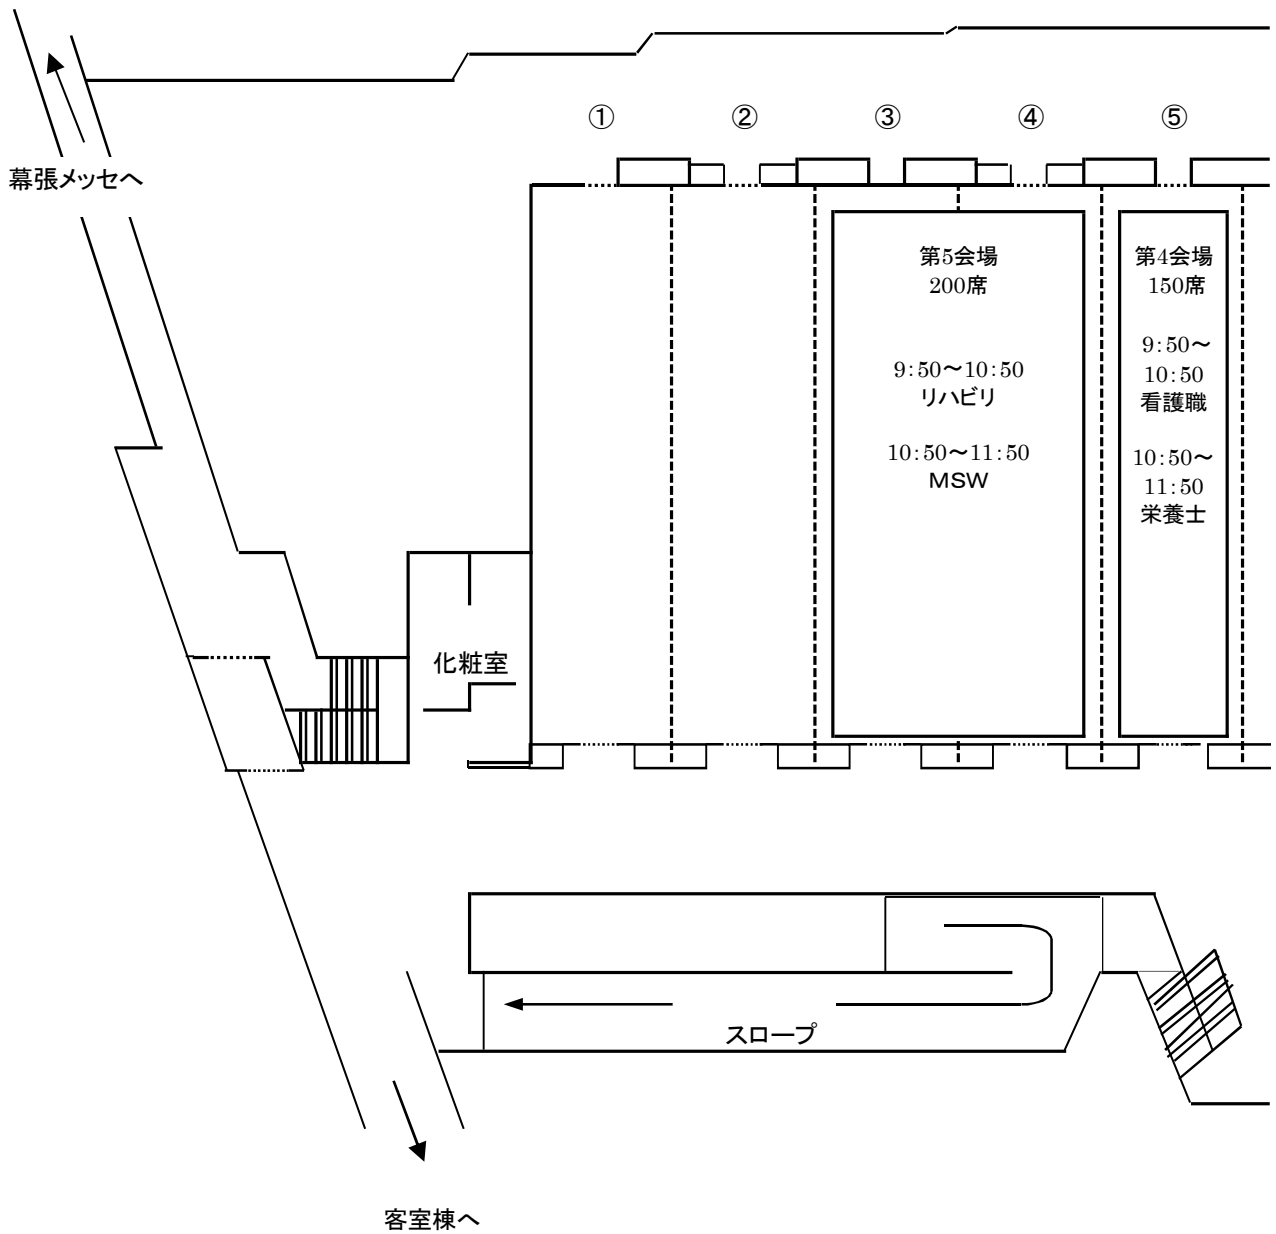 ① ② ③ ④ ⑤
幕張メッセへ
第5会場
200席
9:50～10:50
リハビリ
10:50～11:50
MSW
第4会場
150席
9:50～
10:50
看護職
10:50～
11:50
栄養士
化粧室
スロープ
客室棟へ